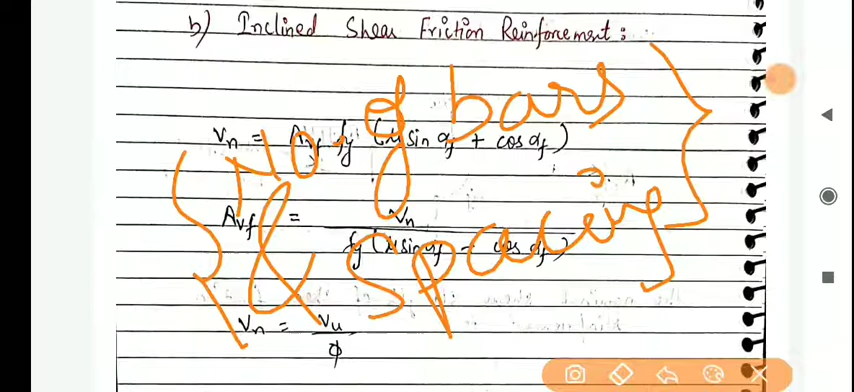 b) Inclined Shear Friction Reinforcement:
Vn = Avf fy (μ sin αf + cos αf)
Avf = Vn / fy (μ sin αf + cos αf)
Vn = Vu / ϕ
No of bars
& Spacing